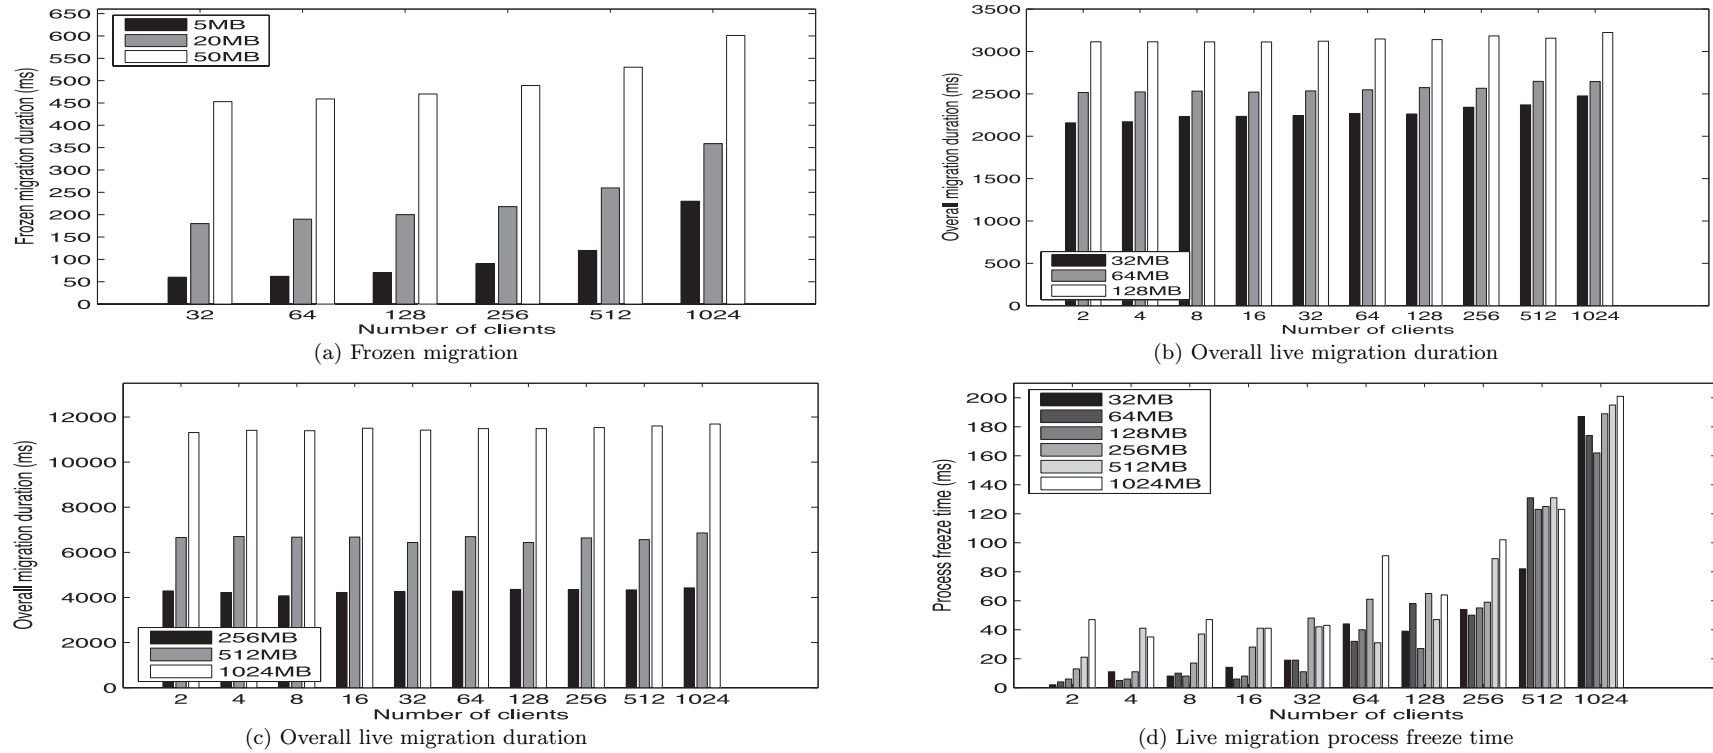 650
600
550
500
450
400
350
300
250
200
150
100
50
0
Frozen migration duration (ms)
5MB
20MB
50MB
32 64 128 256 512 1024
Number of clients
(a) Frozen migration
3500
3000
2500
2000
1500
1000
500
0
Overall migration duration (ms)
32MB
64MB
128MB
2 4 8 16 32 64 128 256 512 1024
Number of clients
(b) Overall live migration duration
12000
10000
8000
6000
4000
2000
0
Overall migration duration (ms)
256MB
512MB
1024MB
2 4 8 16 32 64 128 256 512 1024
Number of clients
(c) Overall live migration duration
200
180
160
140
120
100
80
60
40
20
0
Process freeze time (ms)
32MB
64MB
128MB
256MB
512MB
1024MB
2 4 8 16 32 64 128 256 512 1024
Number of clients
(d) Live migration process freeze time